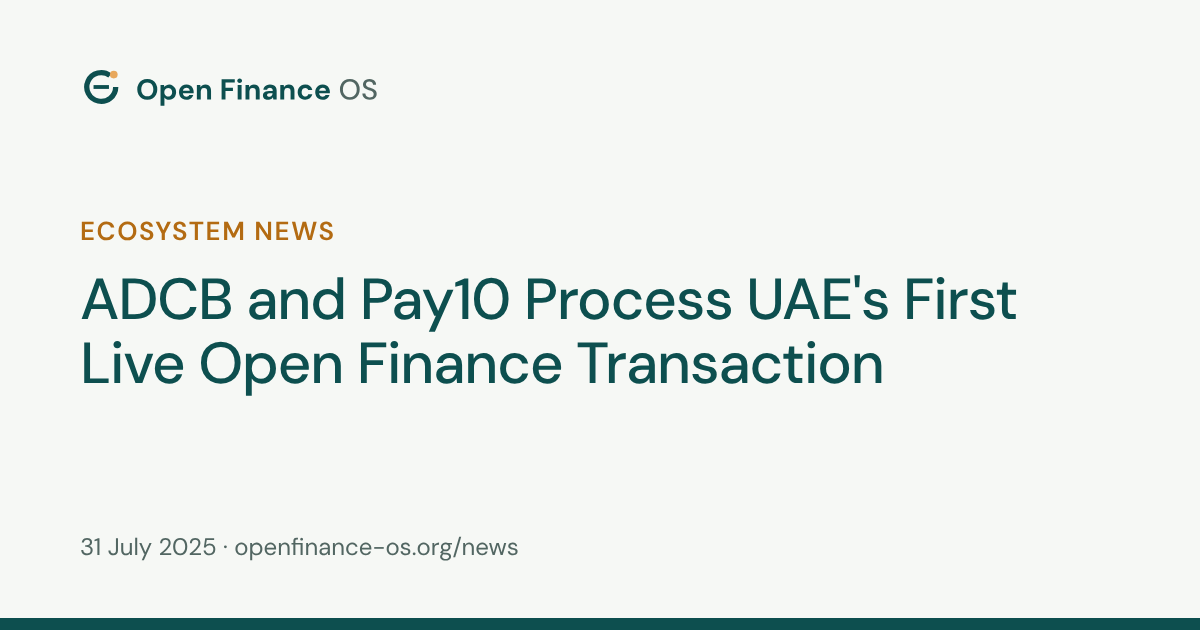 Open Finance OS
ECOSYSTEM NEWS
ADCB and Pay10 Process UAE's First
Live Open Finance Transaction
31 July 2025 · openfinance-os.org/news